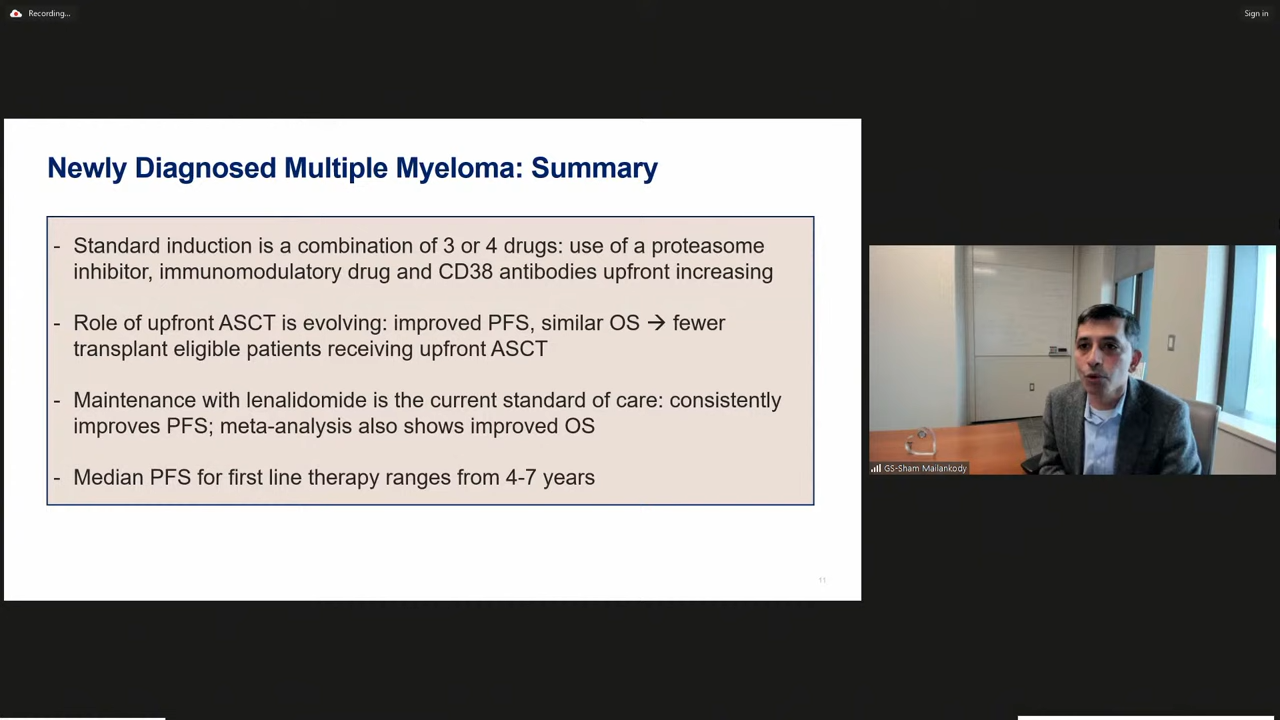 Recording...
Sign in
Newly Diagnosed Multiple Myeloma: Summary
- Standard induction is a combination of 3 or 4 drugs: use of a proteasome
inhibitor, immunomodulatory drug and CD38 antibodies upfront increasing
- Role of upfront ASCT is evolving: improved PFS, similar OS → fewer
transplant eligible patients receiving upfront ASCT
- Maintenance with lenalidomide is the current standard of care: consistently
improves PFS; meta-analysis also shows improved OS
- Median PFS for first line therapy ranges from 4-7 years
11
GS-Sham Mailankody